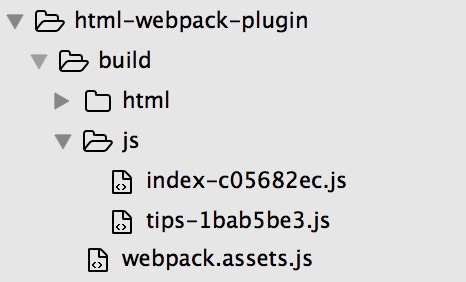 html-webpack-plugin
build
html
js
index-c05682ec.js
tips-1bab5be3.js
webpack.assets.js